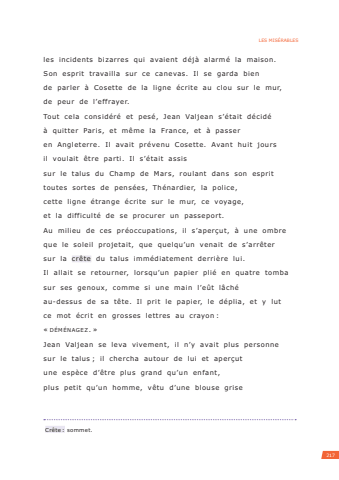 LES MISÉRABLES
les incidents bizarres qui avaient déjà alarmé la maison.
Son esprit travailla sur ce canevas. Il se garda bien
de parler à Cosette de la ligne écrite au clou sur le mur,
de peur de l'effrayer.
Tout cela considéré et pesé, Jean Valjean s'était décidé
à quitter Paris, et même la France, et à passer
en Angleterre. Il avait prévenu Cosette. Avant huit jours
il voulait être parti. Il s'était assis
sur le talus du Champ de Mars, roulant dans son esprit
toutes sortes de pensées, Thénardier, la police,
cette ligne étrange écrite sur le mur, ce voyage,
et la difficulté de se procurer un passeport.
Au milieu de ces préoccupations, il s'aperçut, à une ombre
que le soleil projetait, que quelqu'un venait de s'arrêter
sur la crête du talus immédiatement derrière lui.
Il allait se retourner, lorsqu'un papier plié en quatre tomba
sur ses genoux, comme si une main l'eût lâché
au-dessus de sa tête. Il prit le papier, le déplia, et y lut
ce mot écrit en grosses lettres au crayon :
« DÉMÉNAGEZ. »
Jean Valjean se leva vivement, il n'y avait plus personne
sur le talus ; il chercha autour de lui et aperçut
une espèce d'être plus grand qu'un enfant,
plus petit qu'un homme, vêtu d'une blouse grise
Crête : sommet.
217